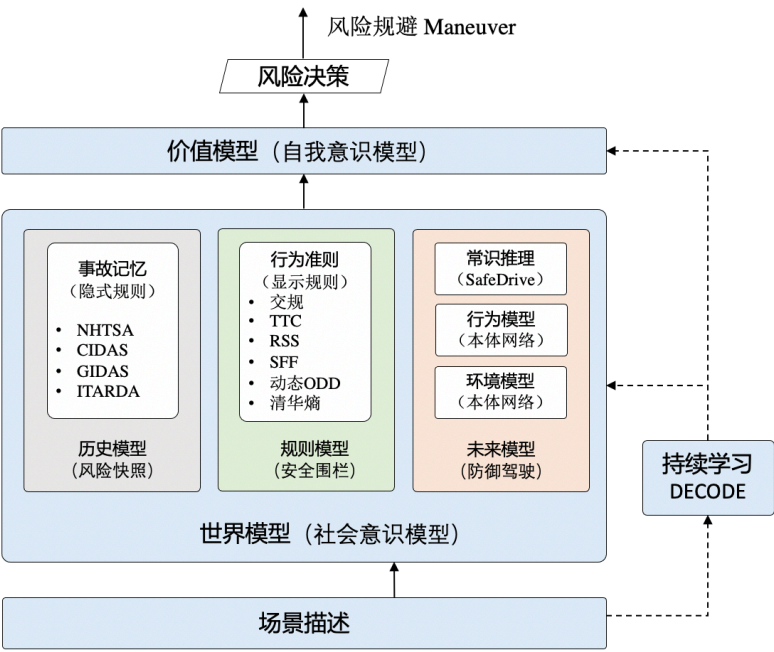 风险规避 Maneuver
风险决策
价值模型（自我意识模型）
事故记忆
（隐式规则）
• NHTSA
• CIDAS
• GIDAS
• ITARDA
历史模型
（风险快照）
行为准则
（显示规则）
• 交规
• TTC
• RSS
• SFF
• 动态ODD
• 清华熵
规则模型
（安全围栏）
常识推理
（SafeDrive）
行为模型
（本体网络）
环境模型
（本体网络）
未来模型
（防御驾驶）
世界模型（社会意识模型）
持续学习
DECODE
场景描述